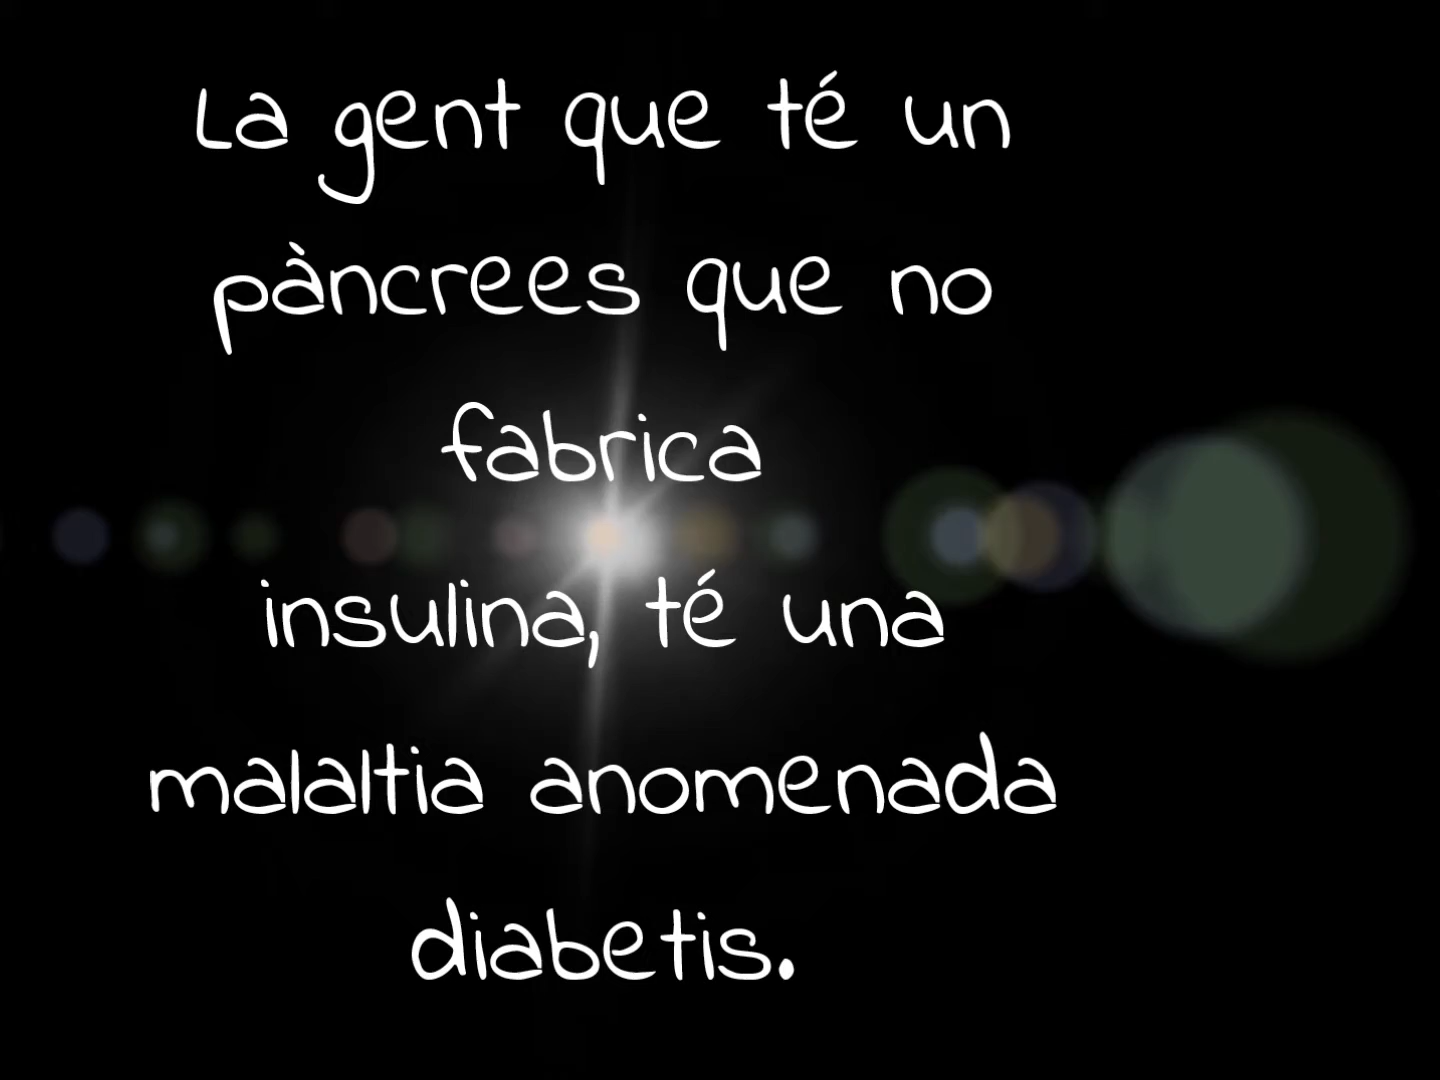 La gent que té un
pàncrees que no
fabrica
insulina, té una
malaltia anomenada
diabetis.